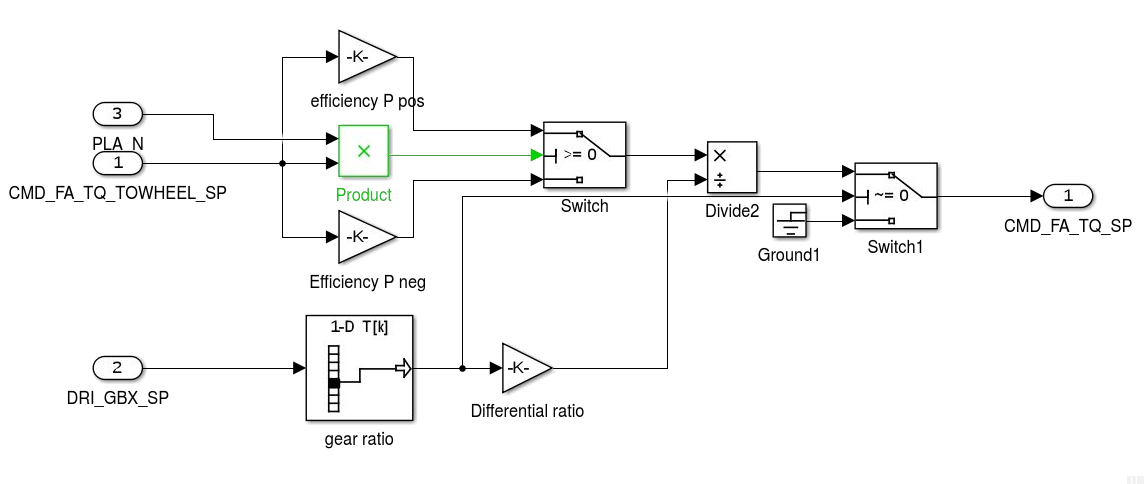 -K-
efficiency P pos
3
PLA_N
1
CMD_FA_TQ_TOWHEEL_SP
×
Product
>= 0
Switch
×
÷
Divide2
~= 0
Switch1
Ground1
1
CMD_FA_TQ_SP
-K-
Efficiency P neg
1-D T[k]
gear ratio
2
DRI_GBX_SP
-K-
Differential ratio